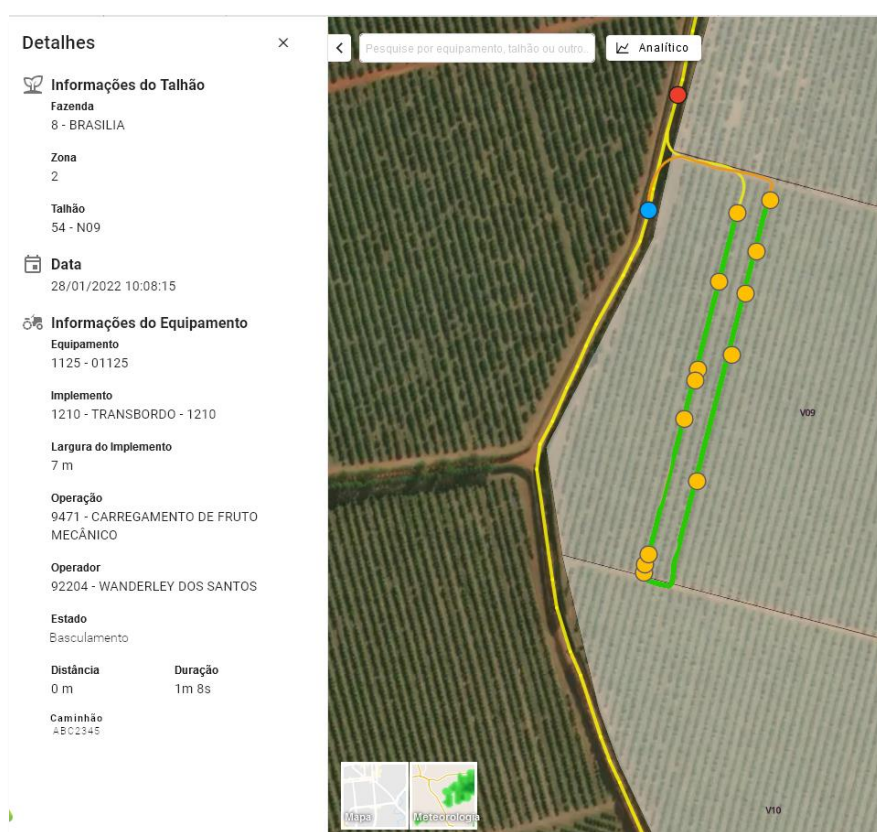 Detalhes
Informações do Talhão
Fazenda
8 - BRASILIA
Zona
2
Talhão
54 - N09
Data
28/01/2022 10:08:15
Informações do Equipamento
Equipamento
1125 - 01125
Implemento
1210 - TRANSBORDO - 1210
Largura do Implemento
7 m
Operação
9471 - CARREGAMENTO DE FRUTO
MECÂNICO
Operador
92204 - WANDERLEY DOS SANTOS
Estado
Basculamento
Distância Duração
0 m 1m 8s
Caminhão
ABC2345
Pesquise por equipamento, talhão ou outro.
Analítico
V09
V10
Mapa Meteorologia